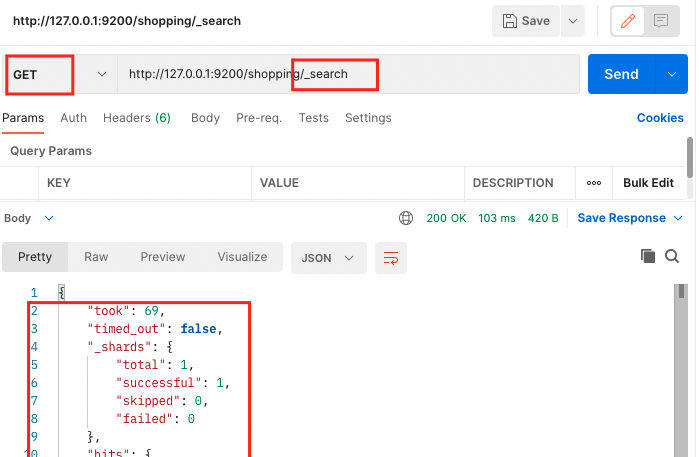 http://127.0.0.1:9200/shopping/_search
Save
GET
http://127.0.0.1:9200/shopping/_search
Send
Params Auth Headers (6) Body Pre-req. Tests Settings Cookies
Query Params
KEY VALUE DESCRIPTION ooo Bulk Edit
Body 200 OK 103 ms 420 B Save Response
Pretty Raw Preview Visualize JSON
1 {
2 "took": 69,
3 "timed_out": false,
4 "_shards": {
5 "total": 1,
6 "successful": 1,
7 "skipped": 0,
8 "failed": 0
9 },
10 "hits": {